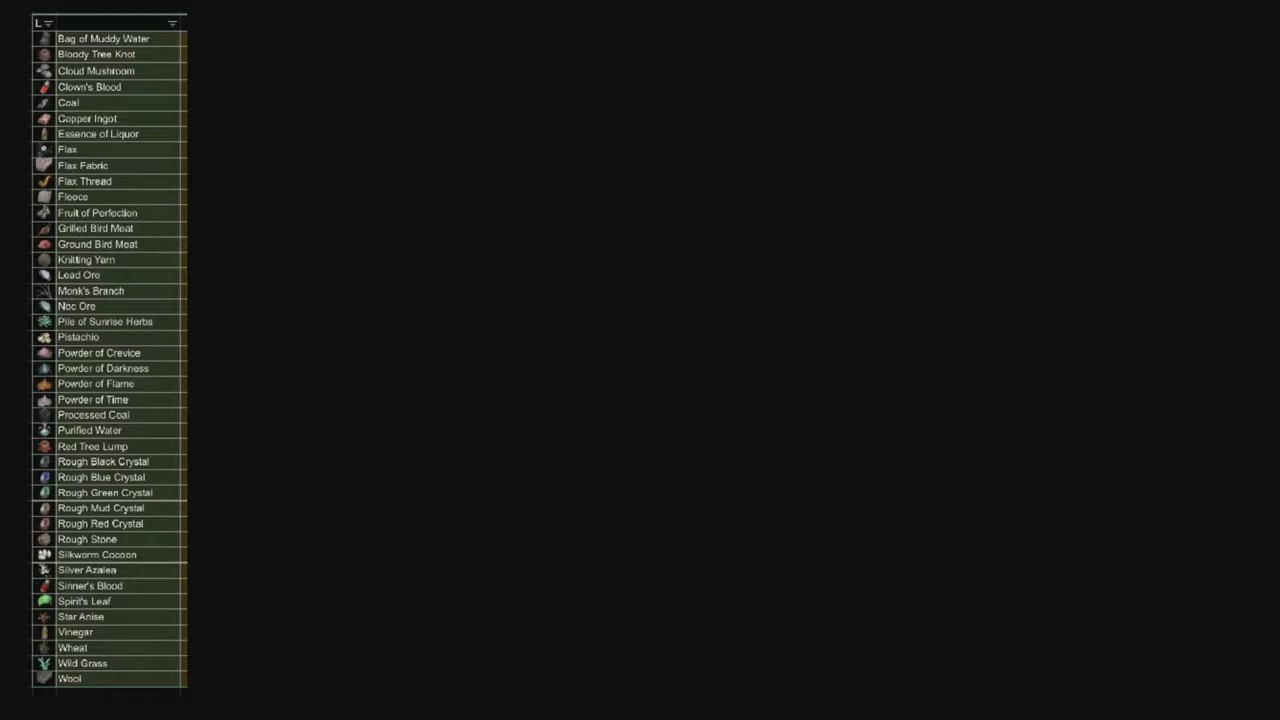 L
Bag of Muddy Water
Bloody Tree Knot
Cloud Mushroom
Clown's Blood
Coal
Copper Ingot
Essence of Liquor
Flax
Flax Fabric
Flax Thread
Fleece
Fruit of Perfection
Grilled Bird Meat
Ground Bird Meat
Knitting Yarn
Lead Ore
Monk's Branch
Noc Ore
Pile of Sunrise Herbs
Pistachio
Powder of Crevice
Powder of Darkness
Powder of Flame
Powder of Time
Processed Coal
Purified Water
Red Tree Lump
Rough Black Crystal
Rough Blue Crystal
Rough Green Crystal
Rough Mud Crystal
Rough Red Crystal
Rough Stone
Silkworm Cocoon
Silver Azalea
Sinner's Blood
Spirit's Leaf
Star Anise
Vinegar
Wheat
Wild Grass
Wool